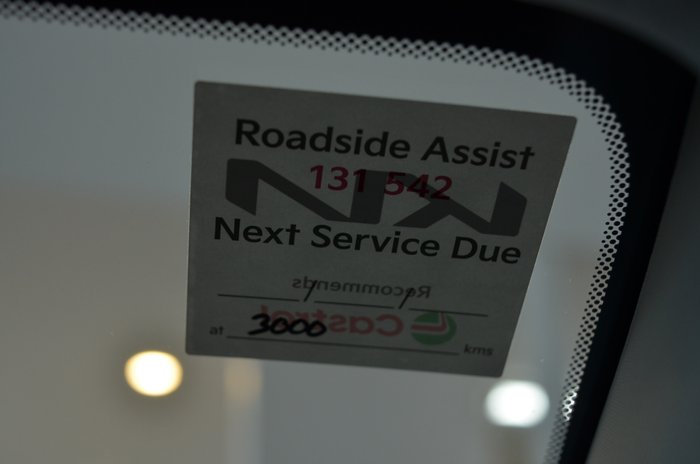 Roadside Assist
131 542
Next Service Due
Recommends
/ /
Castrol
at 3000 kms